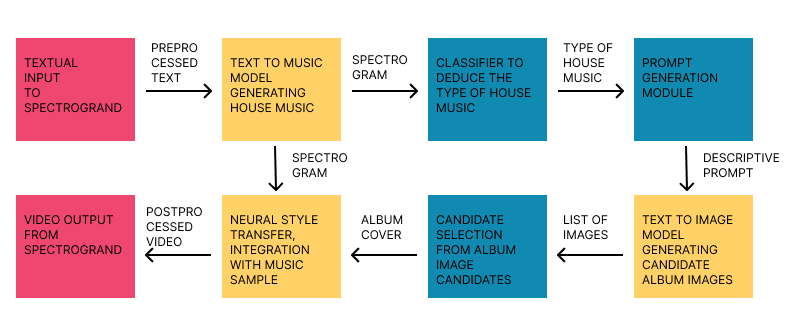 TEXTUAL
INPUT
TO
SPECTROGRAND
PREPRO
CESSED
TEXT
TEXT TO MUSIC
MODEL
GENERATING
HOUSE MUSIC
SPECTRO
GRAM
CLASSIFIER TO
DEDUCE THE
TYPE OF HOUSE
MUSIC
TYPE OF
HOUSE
MUSIC
PROMPT
GENERATION
MODULE
SPECTRO
GRAM
DESCRIPTIVE
PROMPT
VIDEO OUTPUT
FROM
SPECTROGRAND
POSTPRO
CESSED
VIDEO
NEURAL STYLE
TRANSFER,
INTEGRATION
WITH MUSIC
SAMPLE
ALBUM
COVER
CANDIDATE
SELECTION
FROM ALBUM
IMAGE
CANDIDATES
LIST OF
IMAGES
TEXT TO IMAGE
MODEL
GENERATING
CANDIDATE
ALBUM IMAGES